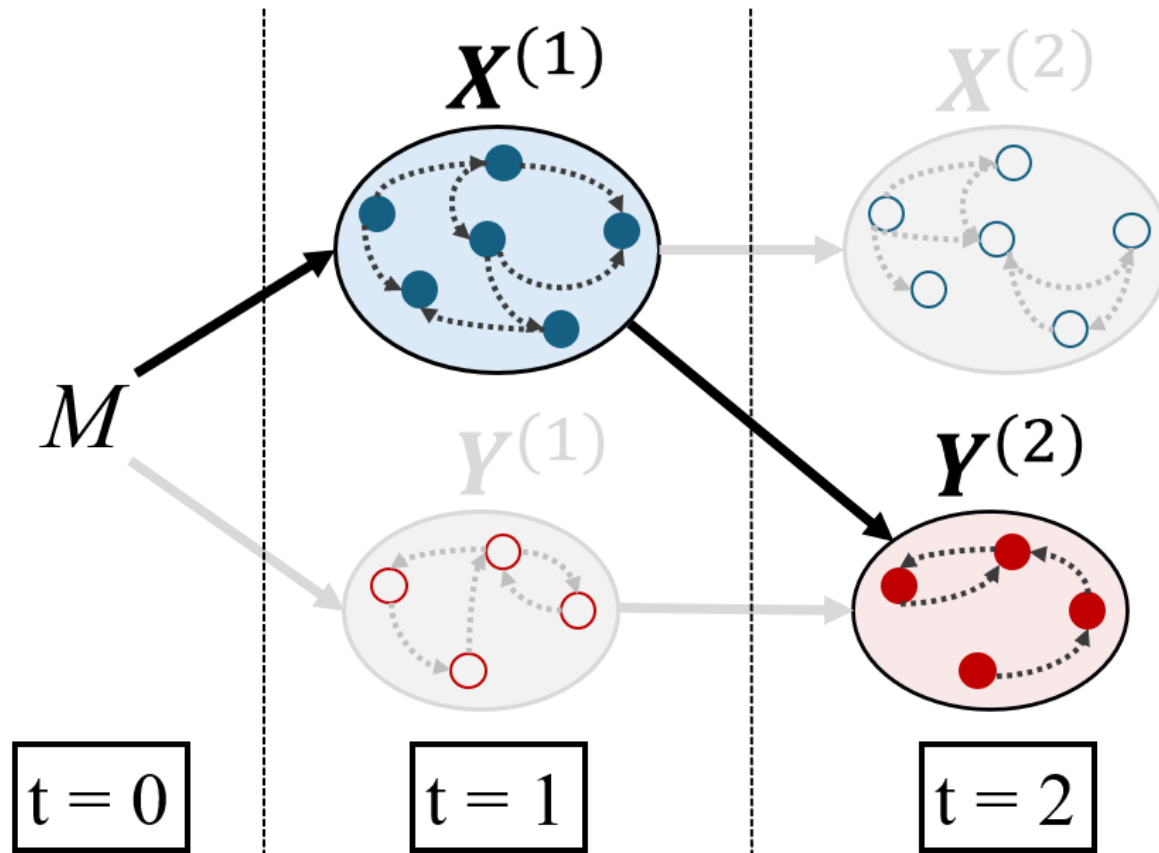 X^(1)
X^(2)
M
Y^(1)
Y^(2)
t = 0
t = 1
t = 2